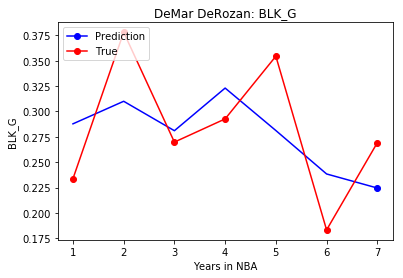 DeMar DeRozan: BLK_G
Prediction
True
0.375
0.350
0.325
0.300
0.275
0.250
0.225
0.200
0.175
BLK_G
1 2 3 4 5 6 7
Years in NBA